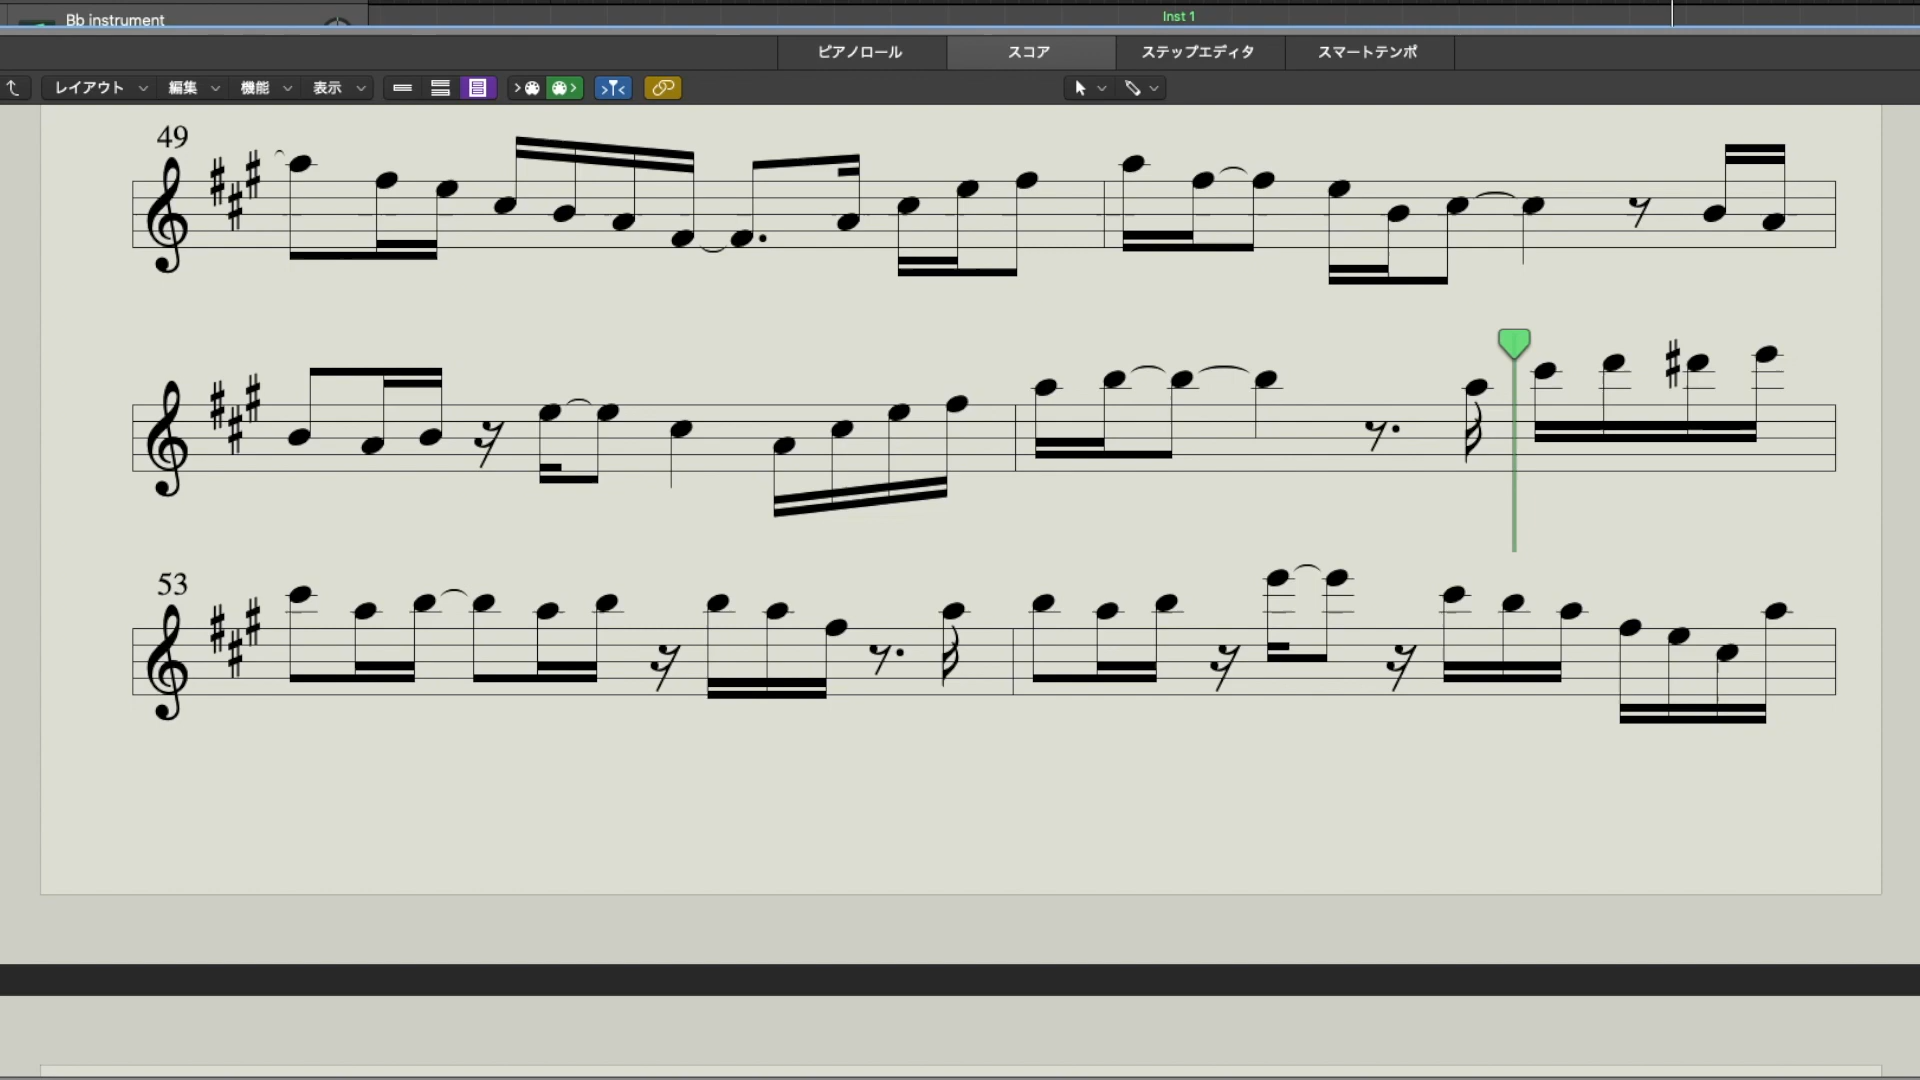 Bb instrument
Inst 1
ピアノロール スコア ステップエディタ スマートテンポ
レイアウト 編集 機能 表示
49
53